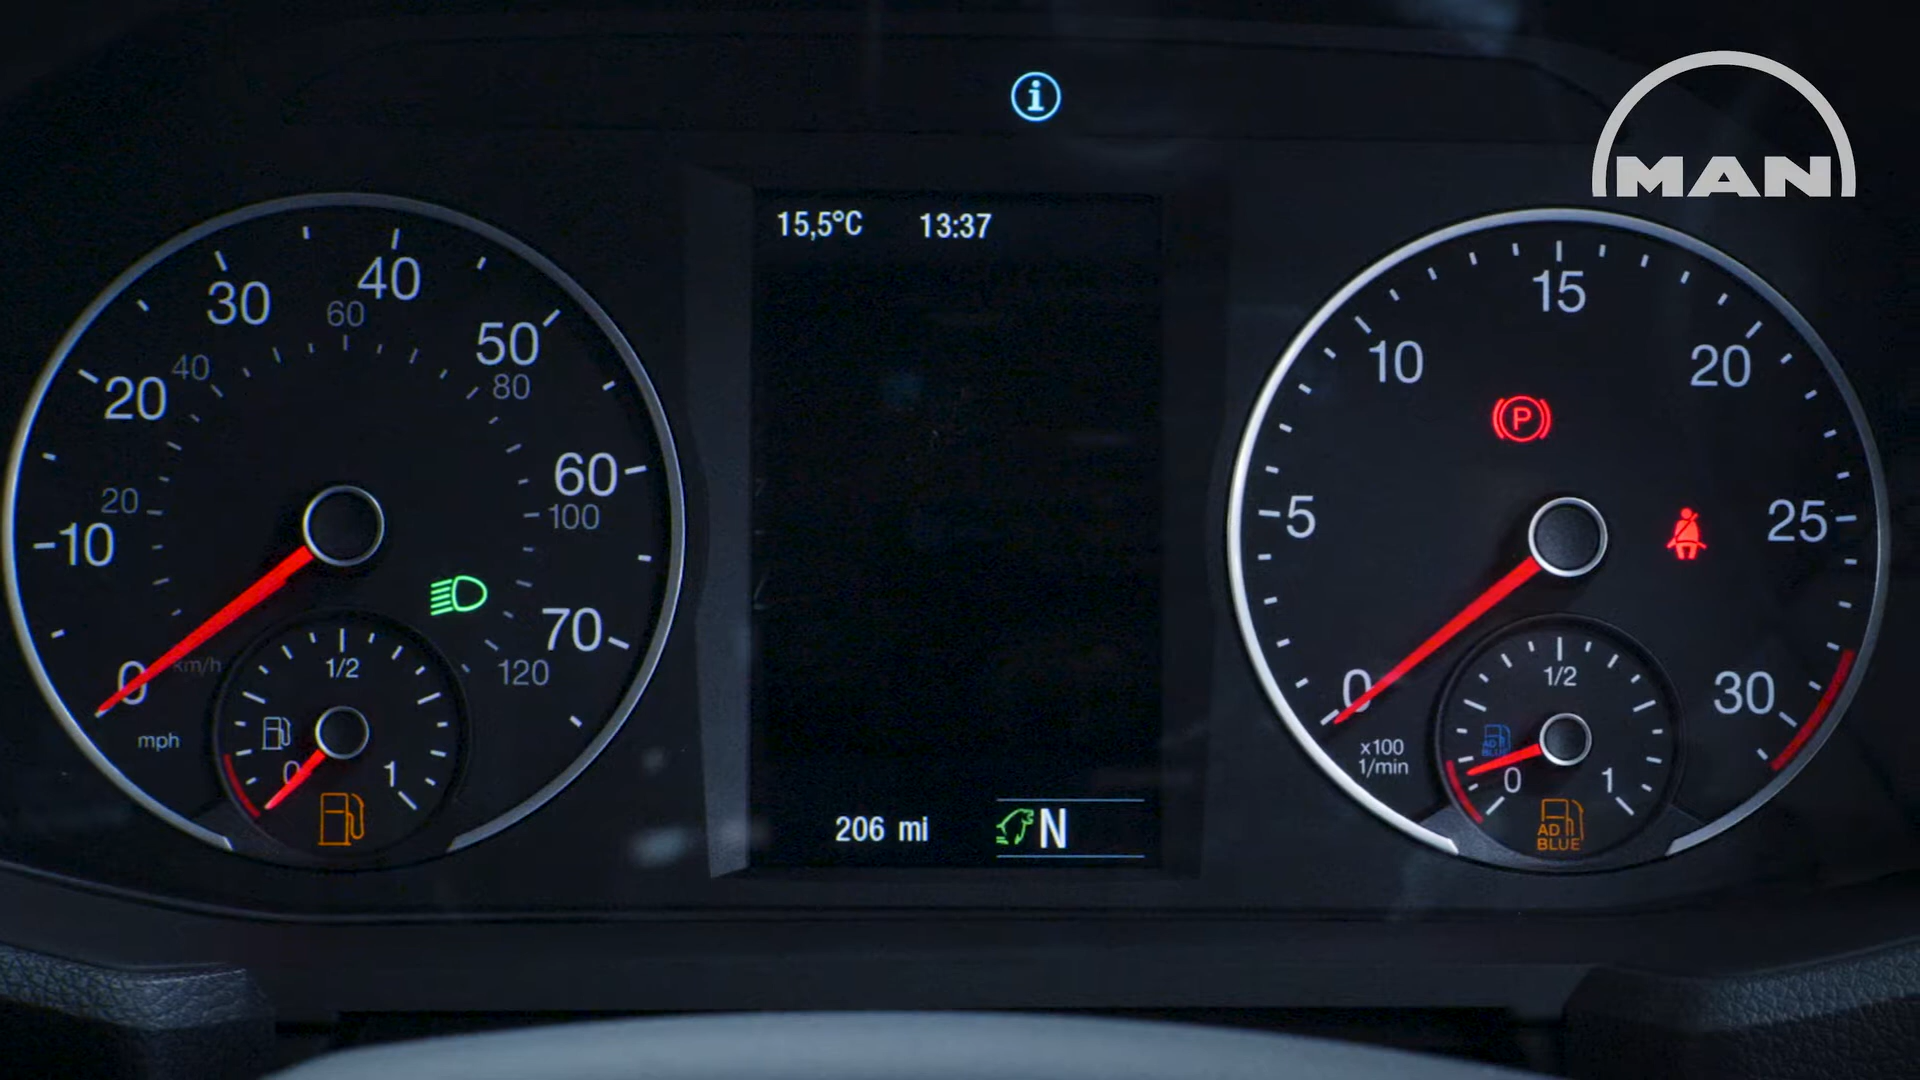 i
MAN
15,5°C 13:37
0 10 20 30 40 50 60 70
20 40 60 80 100 120
km/h
mph
0 1/2 1
206 mi N
0 5 10 15 20 25 30
P
x100
1/min
AD
BLUE
0 1/2 1
AD
BLUE